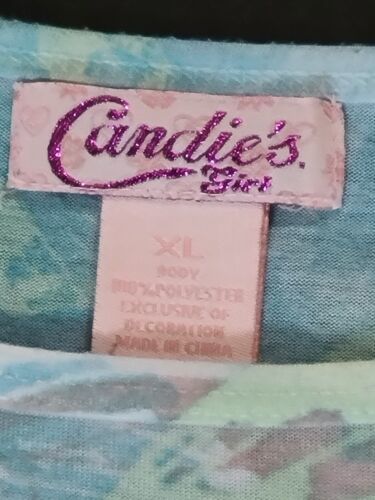 Candie's.
Girl
XL
BODY
100% POLYESTER
EXCLUSIVE OF
DECORATION
MADE IN CHINA